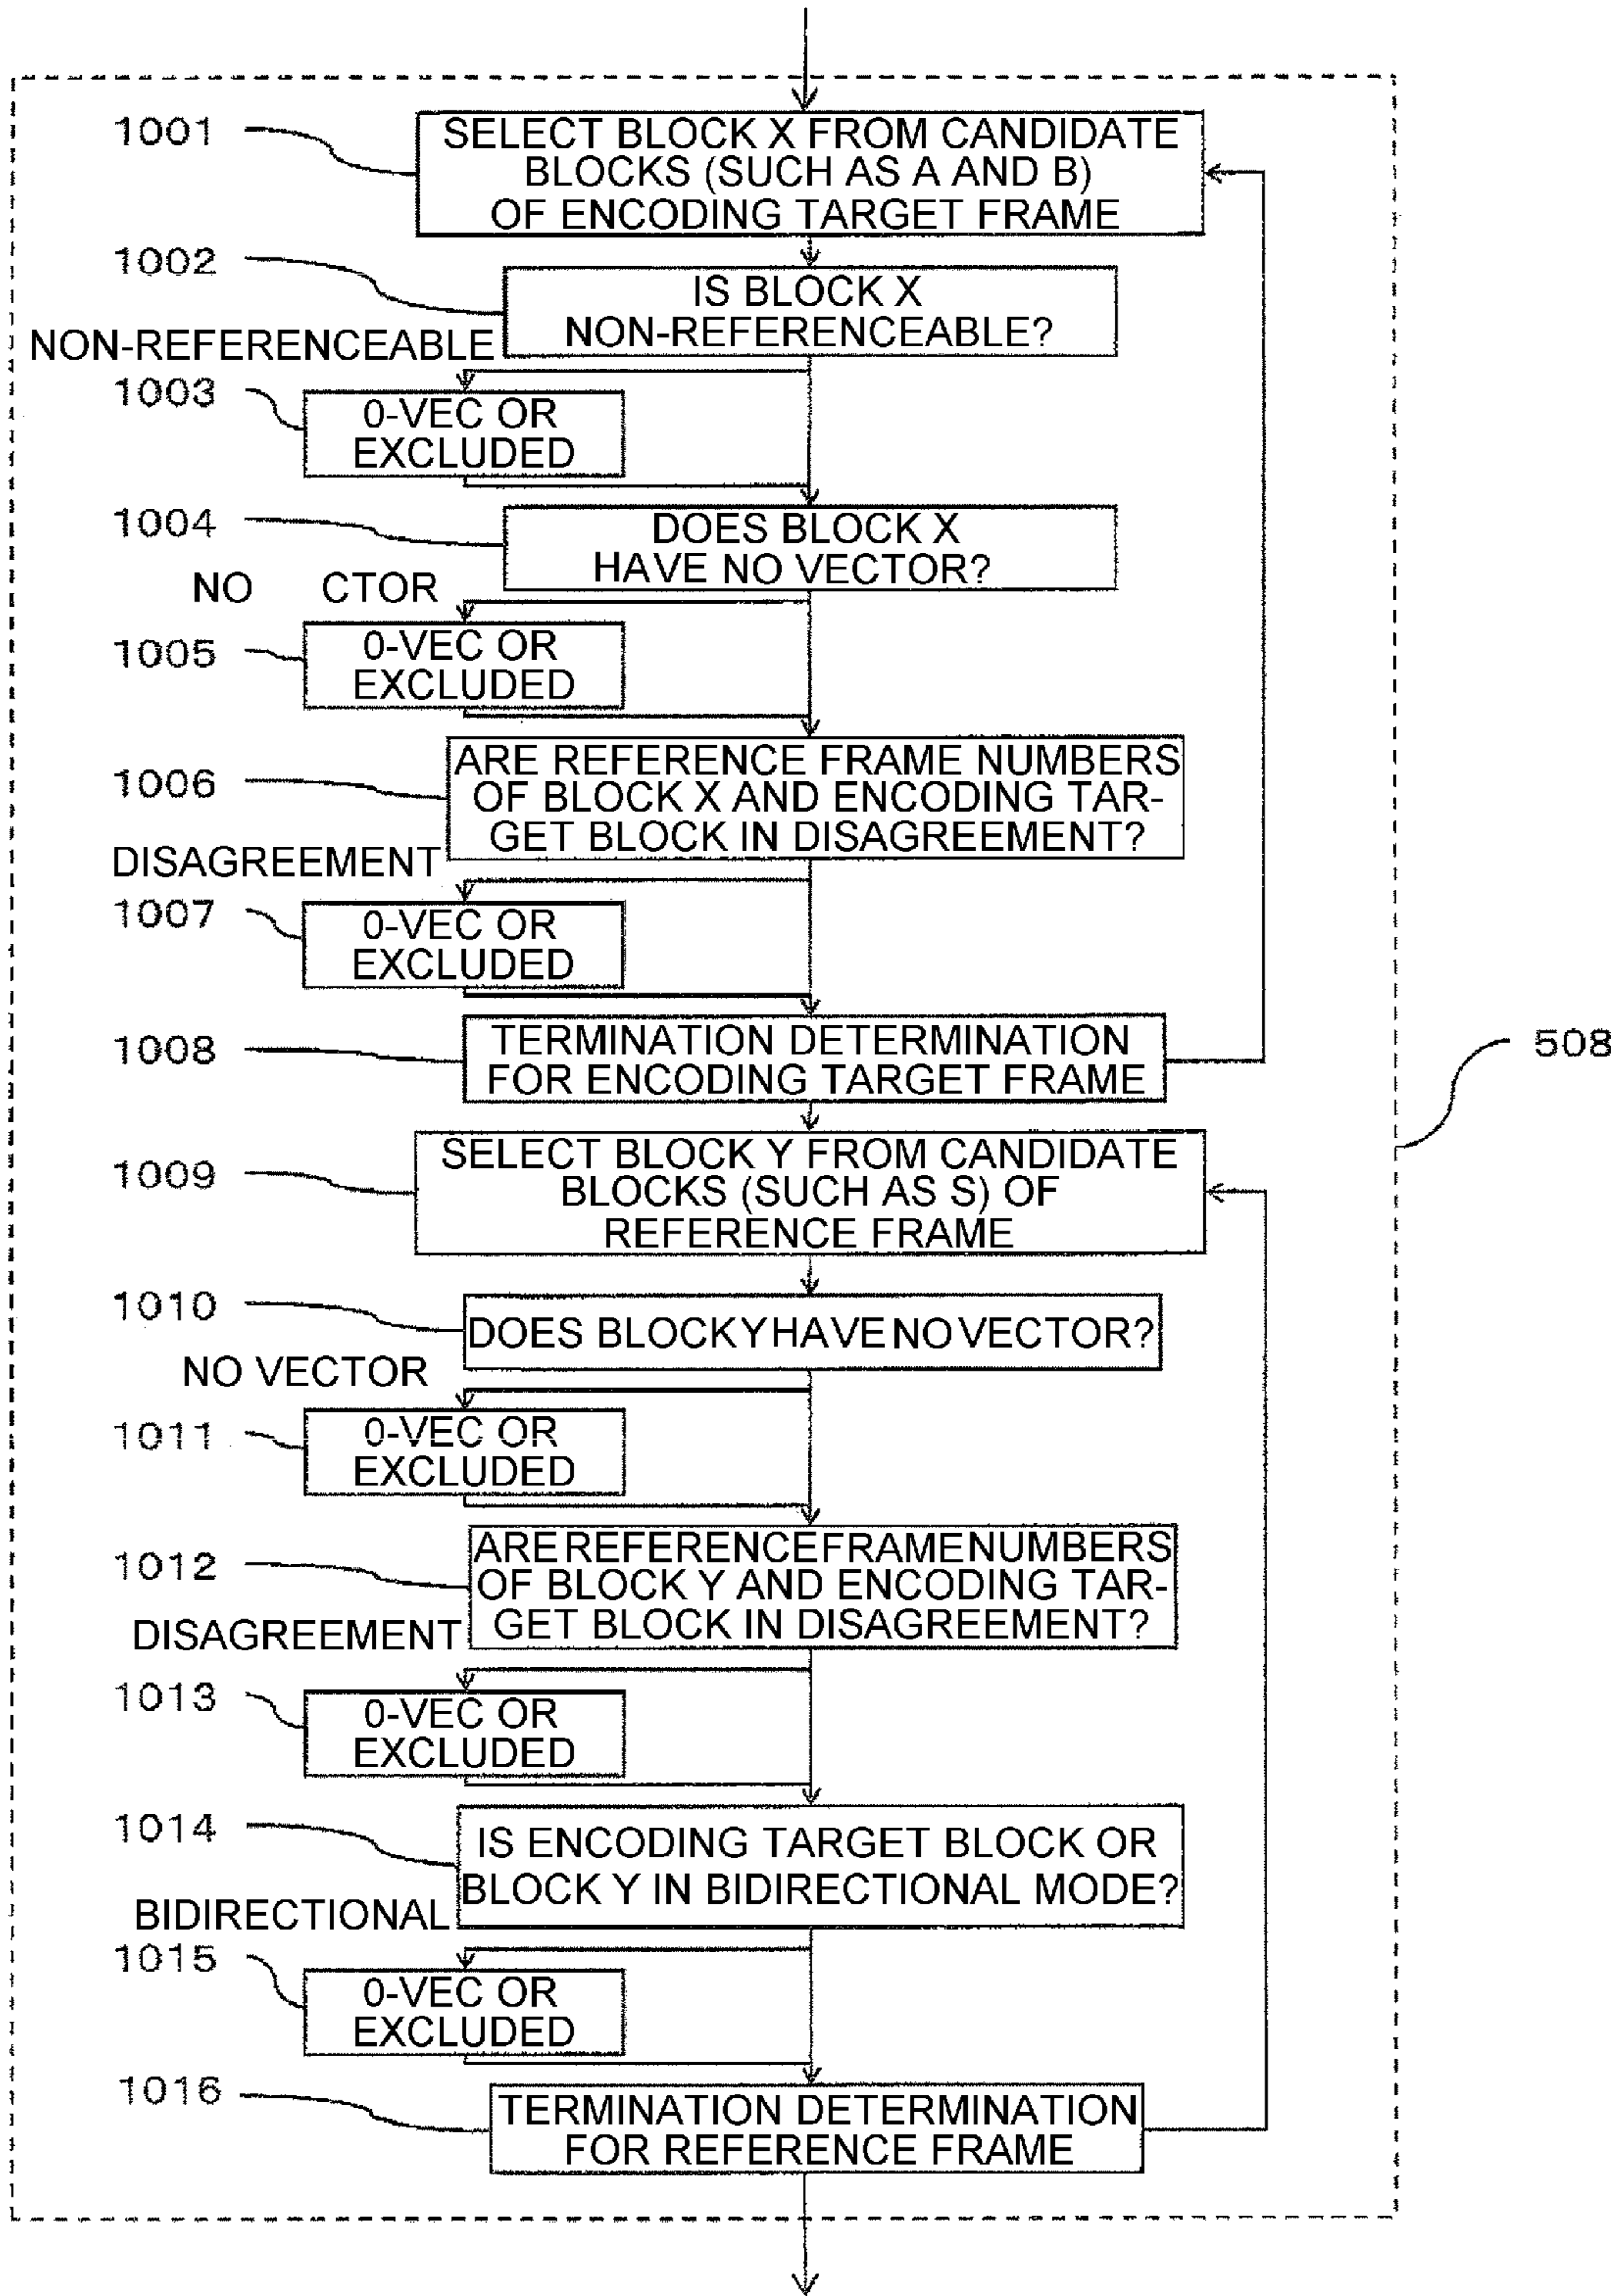 1001
SELECT BLOCK X FROM CANDIDATE
BLOCKS (SUCH AS A AND B)
OF ENCODING TARGET FRAME
1002
IS BLOCK X
NON-REFERENCEABLE?
NON-REFERENCEABLE
1003
0-VEC OR
EXCLUDED
1004
DOES BLOCK X
HAVE NO VECTOR?
NO CTOR
1005
0-VEC OR
EXCLUDED
1006
ARE REFERENCE FRAME NUMBERS
OF BLOCK X AND ENCODING TAR-
GET BLOCK IN DISAGREEMENT?
DISAGREEMENT
1007
0-VEC OR
EXCLUDED
1008
TERMINATION DETERMINATION
FOR ENCODING TARGET FRAME
508
1009
SELECT BLOCK Y FROM CANDIDATE
BLOCKS (SUCH AS S) OF
REFERENCE FRAME
1010
DOES BLOCK Y HAVE NO VECTOR?
NO VECTOR
1011
0-VEC OR
EXCLUDED
1012
ARE REFERENCE FRAME NUMBERS
OF BLOCK Y AND ENCODING TAR-
GET BLOCK IN DISAGREEMENT?
DISAGREEMENT
1013
0-VEC OR
EXCLUDED
1014
IS ENCODING TARGET BLOCK OR
BLOCK Y IN BIDIRECTIONAL MODE?
BIDIRECTIONAL
1015
0-VEC OR
EXCLUDED
1016
TERMINATION DETERMINATION
FOR REFERENCE FRAME